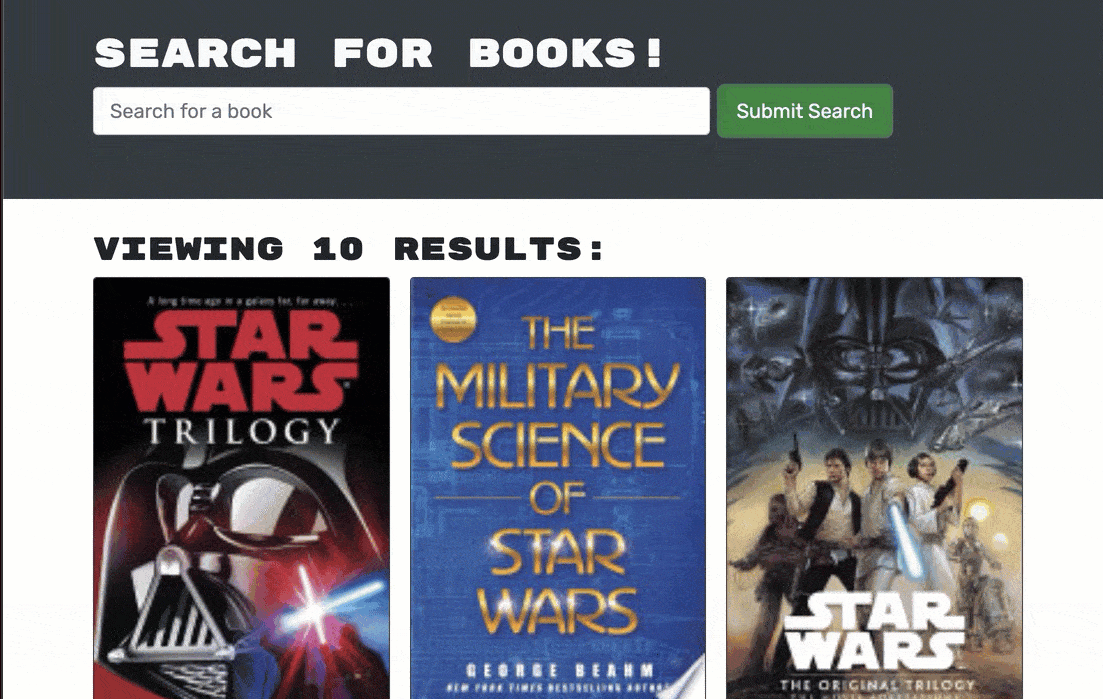 SEARCH FOR BOOKS!
Search for a book
Submit Search
VIEWING 10 RESULTS:
A long time ago in a galaxy far, far away. . .
STAR
WARS
TRILOGY
THE
MILITARY
SCIENCE
OF
STAR
WARS
GEORGE BEAHM
NEW YORK TIMES BESTSELLING AUTHOR
STAR
WARS
THE ORIGINAL TRILOGY